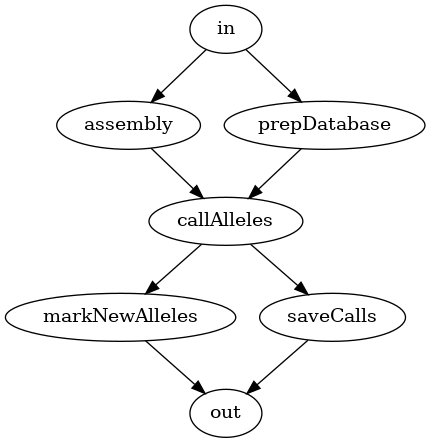 in
assembly
prepDatabase
callAlleles
markNewAlleles
saveCalls
out